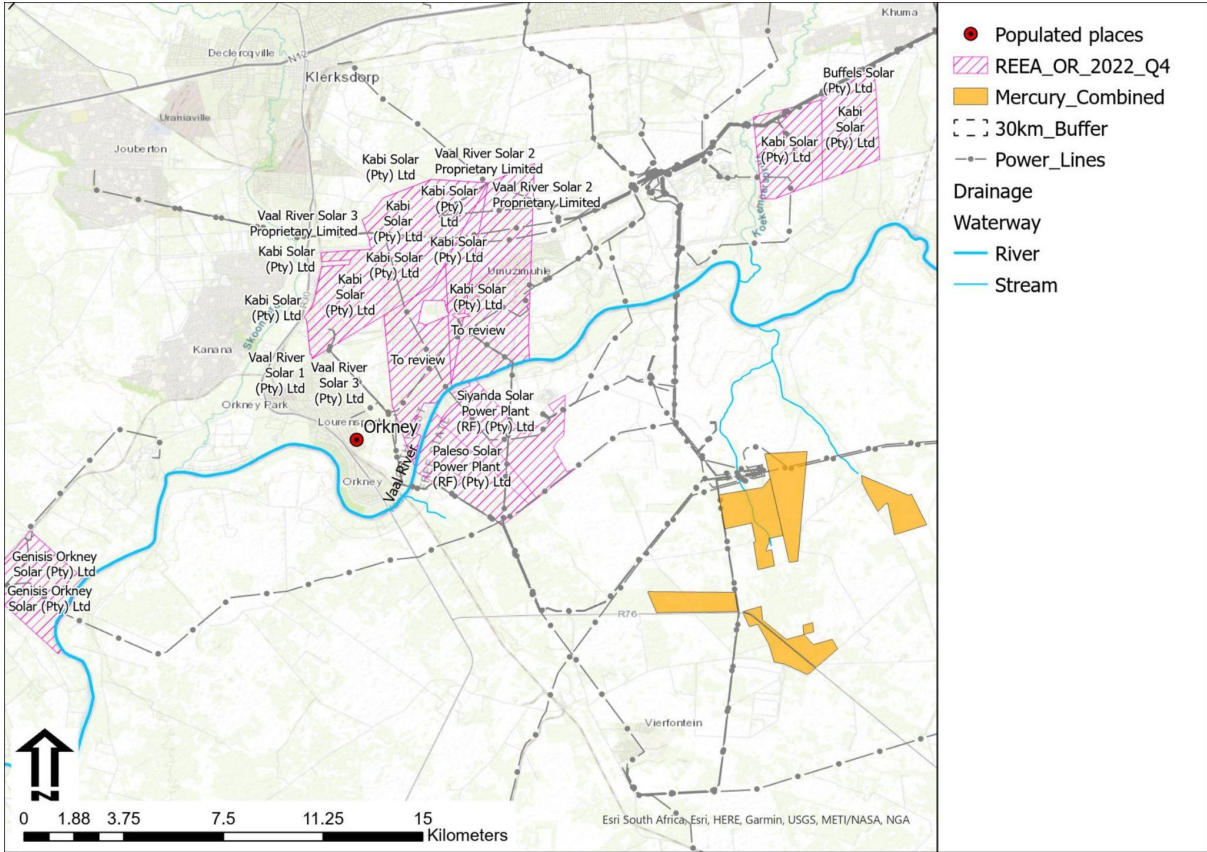 Khuma
Declercqville
N12
Klerksdorp
Buffels Solar
(Pty) Ltd
Uraniaville
Kabi
Solar
(Pty) Ltd
Kabi Solar
(Pty) Ltd
Jouberton
Kabi Solar
(Pty) Ltd
Vaal River Solar 2
Proprietary Limited
Kabi Solar
(Pty)
Ltd
Vaal River Solar 2
Proprietary Limited
Kabi
Solar
(Pty) Ltd
Vaal River Solar 3
Proprietary Limited
Kabi Solar
(Pty) Ltd
Kabi Solar
(Pty) Ltd
Kabi Solar
(Pty) Ltd
Umuzimuhle
Kabi
Solar
(Pty) Ltd
Kabi Solar
(Pty) Ltd
Kabi Solar
(Pty) Ltd
To review
Kanana
To review
Vaal River
Solar 1
(Pty) Ltd
Vaal River
Solar 3
(Pty) Ltd
Orkney Park
Siyanda Solar
Power Plant
(RF) (Pty) Ltd
Orkney
Paleso Solar
Power Plant
(RF) (Pty) Ltd
Vaal River
Orkney
Genisis Orkney
Solar (Pty) Ltd
Genisis Orkney
Solar (Pty) Ltd
R76
Vierfontein
N
0 1.88 3.75 7.5 11.25 15
Kilometers
Esri South Africa, Esri, HERE, Garmin, USGS, METI/NASA, NGA
Populated places
REEA_OR_2022_Q4
Mercury_Combined
30km_Buffer
Power_Lines
Drainage
Waterway
River
Stream